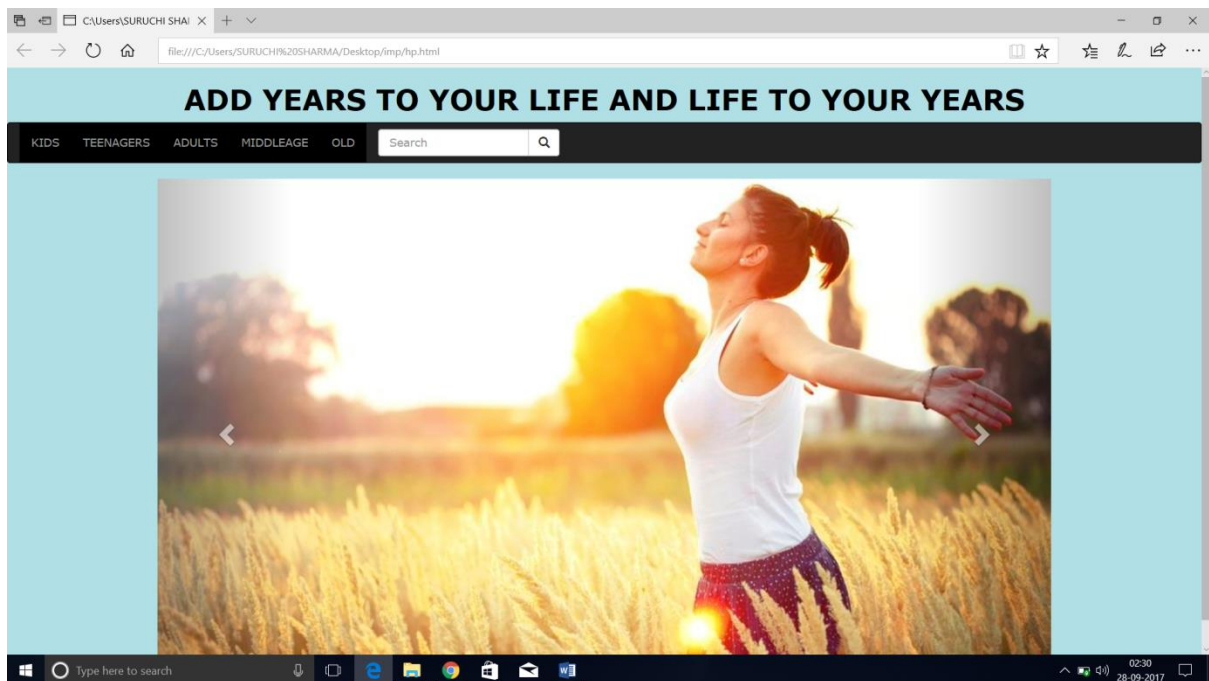 C:\Users\SURUCHI SHAI
file:///C:/Users/SURUCHI%20SHARMA/Desktop/imp/hp.html
ADD YEARS TO YOUR LIFE AND LIFE TO YOUR YEARS
KIDS TEENAGERS ADULTS MIDDLEAGE OLD Search
Type here to search
02:30
28-09-2017